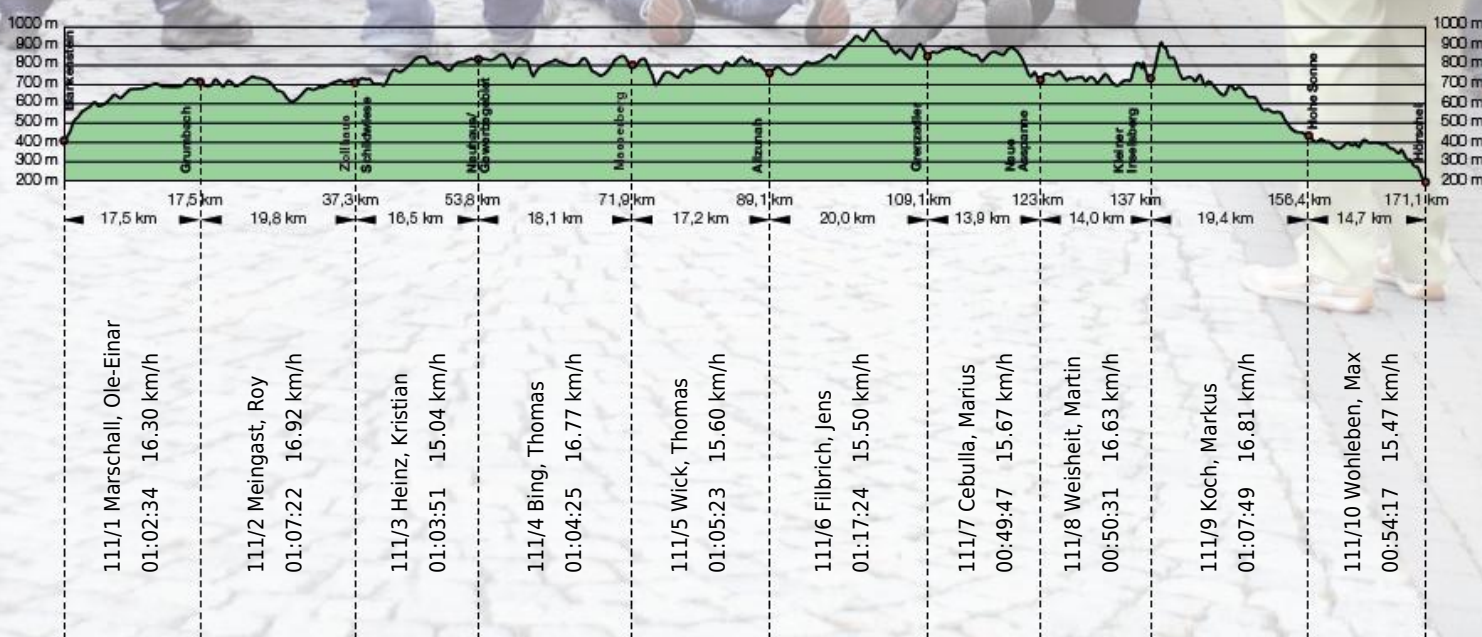 1000 m
900 m
800 m
700 m
600 m
500 m
400 m
300 m
200 m
1000 m
900 m
800 m
700 m
600 m
500 m
400 m
300 m
200 m
Blankenstein
Grumbach
Zollhaus
Schildwiese
Neuhaus/
Masserberg
Allzunah
Grenzadler
Neue
Ausspanne
Kleiner
Inselsberg
Hohe Sonne
Hörschel
17,5 km
37,3 km
53,8 km
71,9 km
89,1 km
109,1 km
123 km
137 km
156,4 km
171,1 km
17,5 km
19,8 km
16,5 km
18,1 km
17,2 km
20,0 km
13,9 km
14,0 km
19,4 km
14,7 km
111/1 Marschall, Ole-Einar
01:02:34 16.30 km/h
111/2 Meingast, Roy
01:07:22 16.92 km/h
111/3 Heinz, Kristian
01:03:51 15.04 km/h
111/4 Bing, Thomas
01:04:25 16.77 km/h
111/5 Wick, Thomas
01:05:23 15.60 km/h
111/6 Filbrich, Jens
01:17:24 15.50 km/h
111/7 Cebulla, Marius
00:49:47 15.67 km/h
111/8 Weisheit, Martin
00:50:31 16.63 km/h
111/9 Koch, Markus
01:07:49 16.81 km/h
111/10 Wohleben, Max
00:54:17 15.47 km/h